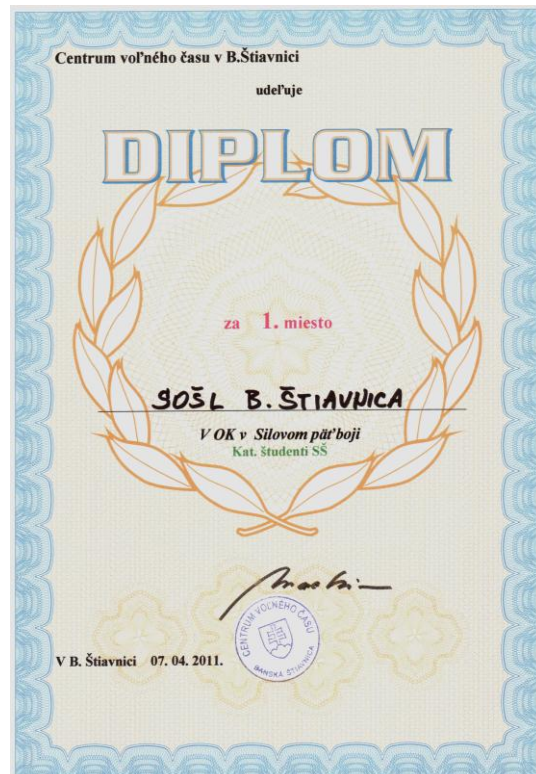 Centrum voľného času v B.Štiavnici
udeľuje
DIPLOM
za 1. miesto
SOŠL B. ŠTIAVNICA
V OK v Silovom päťboji
Kat. študenti SŠ
CENTRUM VOĽNÉHO ČASU
BANSKÁ ŠTIAVNICA
V B. Štiavnici 07. 04. 2011.